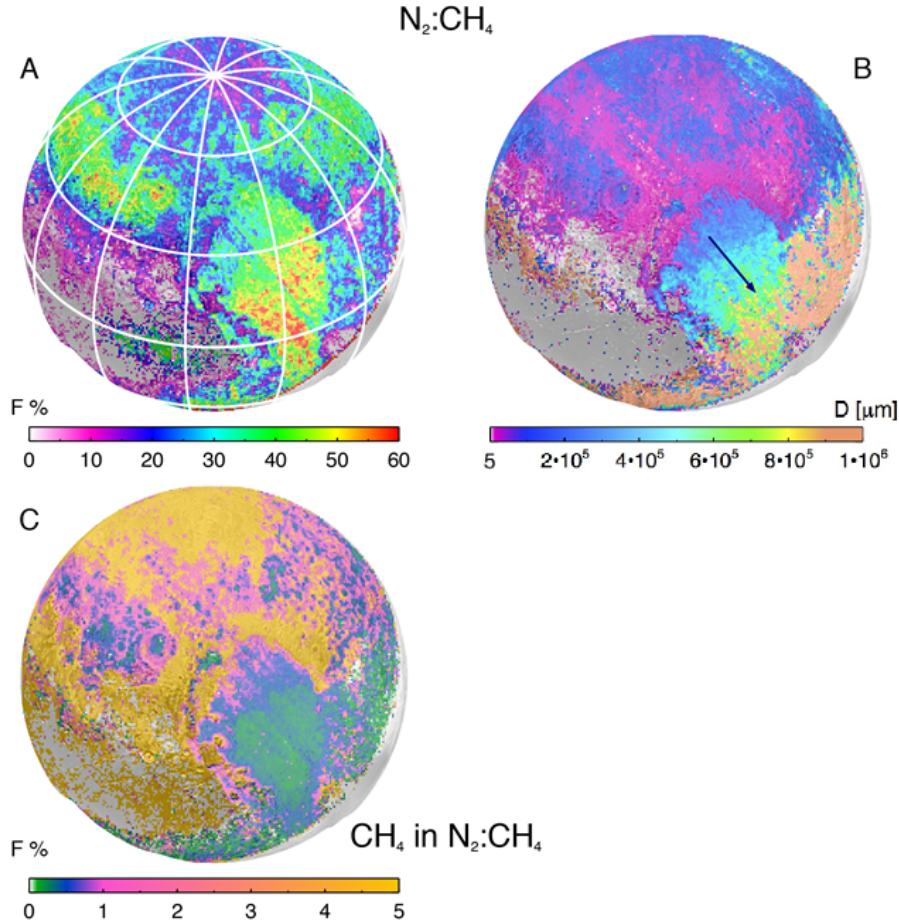 N₂:CH₄
A
B
F %
0 10 20 30 40 50 60
D [μm]
5 2•10⁵ 4•10⁵ 6•10⁵ 8•10⁵ 1•10⁶
C
CH₄ in N₂:CH₄
F %
0 1 2 3 4 5